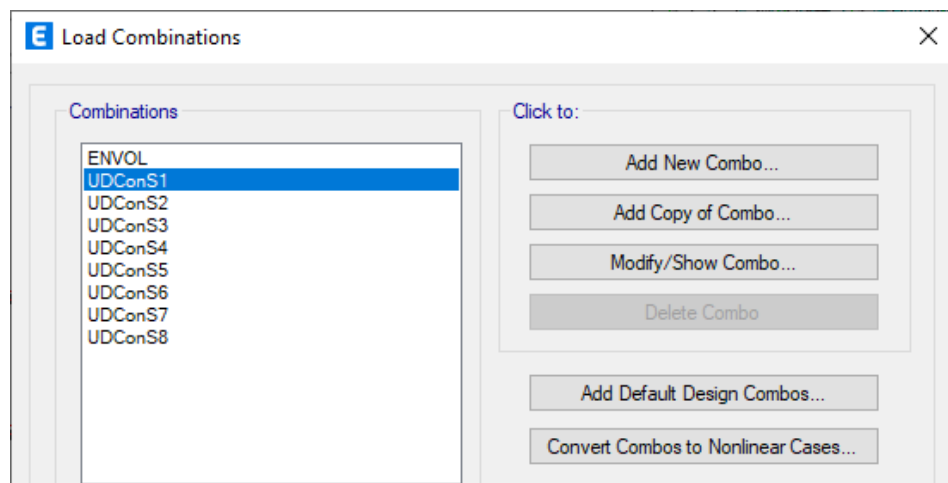 E Load Combinations
Combinations
ENVOL
UDConS1
UDConS2
UDConS3
UDConS4
UDConS5
UDConS6
UDConS7
UDConS8
Click to:
Add New Combo...
Add Copy of Combo...
Modify/Show Combo...
Delete Combo
Add Default Design Combos...
Convert Combos to Nonlinear Cases...